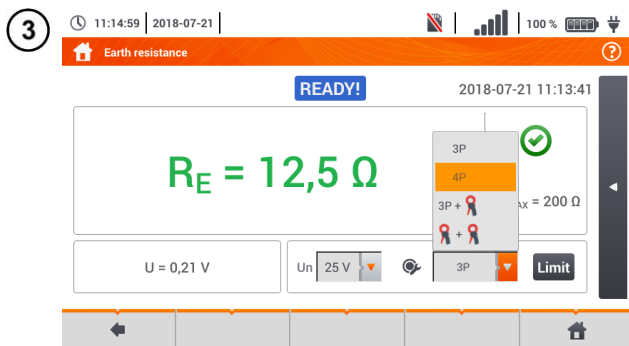 3
11:14:59 2018-07-21 100 %
Earth resistance ?
READY! 2018-07-21 11:13:41
3P
4P
RE = 12,5 Ω
3P +
AX = 200 Ω
+
U = 0,21 V
Un 25 V 3P Limit